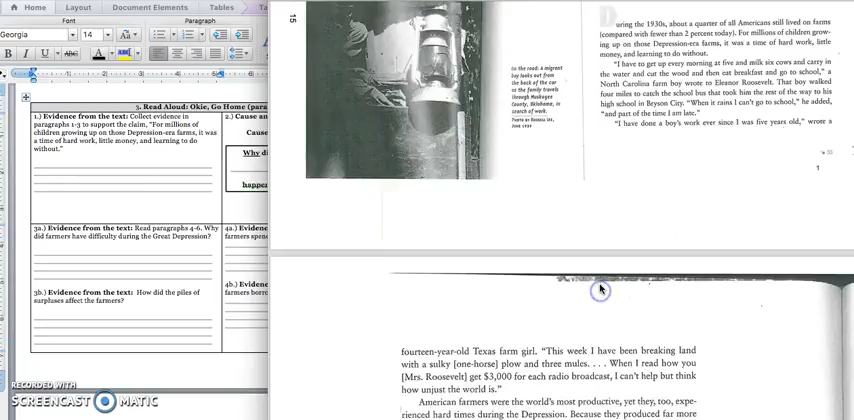 Home Layout Document Elements Tables
Font Paragraph
Georgia 14 Aa
B I U ABC A ABC
3. Read Aloud: Okie, Go Home (para
1.) Evidence from the text: Collect evidence in
paragraphs 1-3 to support the claim, "For millions of
children growing up on those Depression-era farms, it was
a time of hard work, little money, and learning to do
without."
2.) Cause an
Cause
Why di
happe
3a.) Evidence from the text: Read paragraphs 4-6. Why
did farmers have difficulty during the Great Depression?
4a.) Evidenc
farmers spen
3b.) Evidence from the text: How did the piles of
surpluses affect the farmers?
4b.) Evidenc
farmers borro
RECORDED WITH
SCREENCAST MATIC
15
On the road: A migrant
boy looks out from
the back of the car
as the family travels
through Muskogee
County, Oklahoma, in
search of work.
PHOTO BY RUSSELL LEE,
JUNE 1939
During the 1930s, about a quarter of all Americans still lived on farms
(compared with fewer than 2 percent today). For millions of children grow-
ing up on those Depression-era farms, it was a time of hard work, little
money, and learning to do without.
"I have to get up every morning at five and milk six cows and carry in
the water and cut the wood and then eat breakfast and go to school," a
North Carolina farm boy wrote to Eleanor Roosevelt. That boy walked
four miles to catch the school bus that took him the rest of the way to his
high school in Bryson City. "When it rains I can't go to school," he added,
"and part of the time I am late."
"I have done a boy's work ever since I was five years old," wrote a
33
1
fourteen-year-old Texas farm girl. "This week I have been breaking land
with a sulky [one-horse] plow and three mules. . . . When I read how you
[Mrs. Roosevelt] get $3,000 for each radio broadcast, I can't help but think
how unjust the world is."
American farmers were the world's most productive, yet they, too, expe-
rienced hard times during the Depression. Because they produced far more